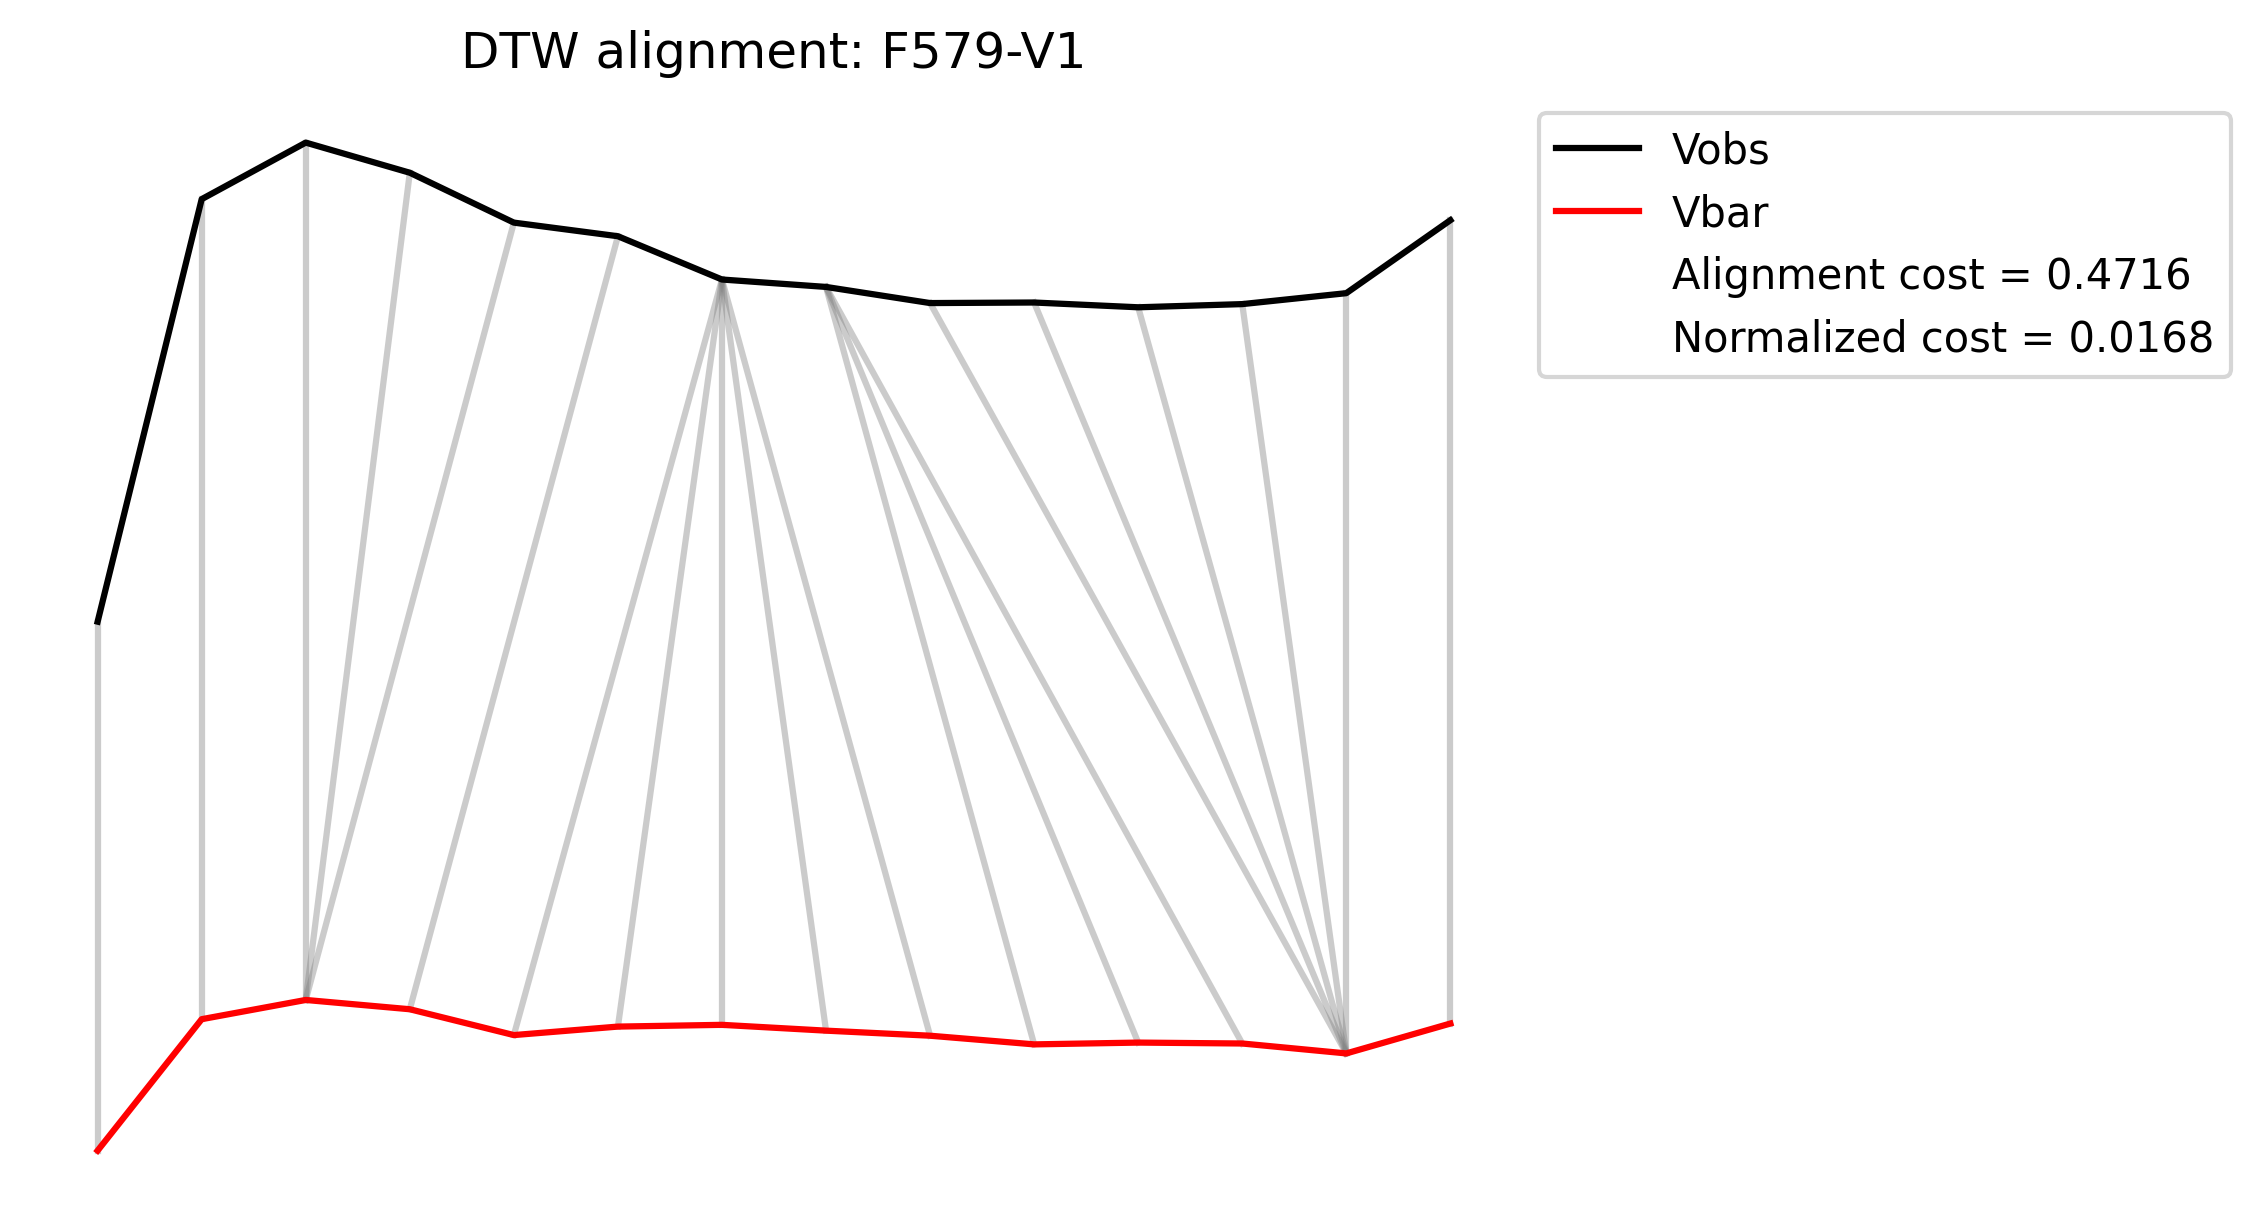 DTW alignment: F579-V1
Vobs
Vbar
Alignment cost = 0.4716
Normalized cost = 0.0168